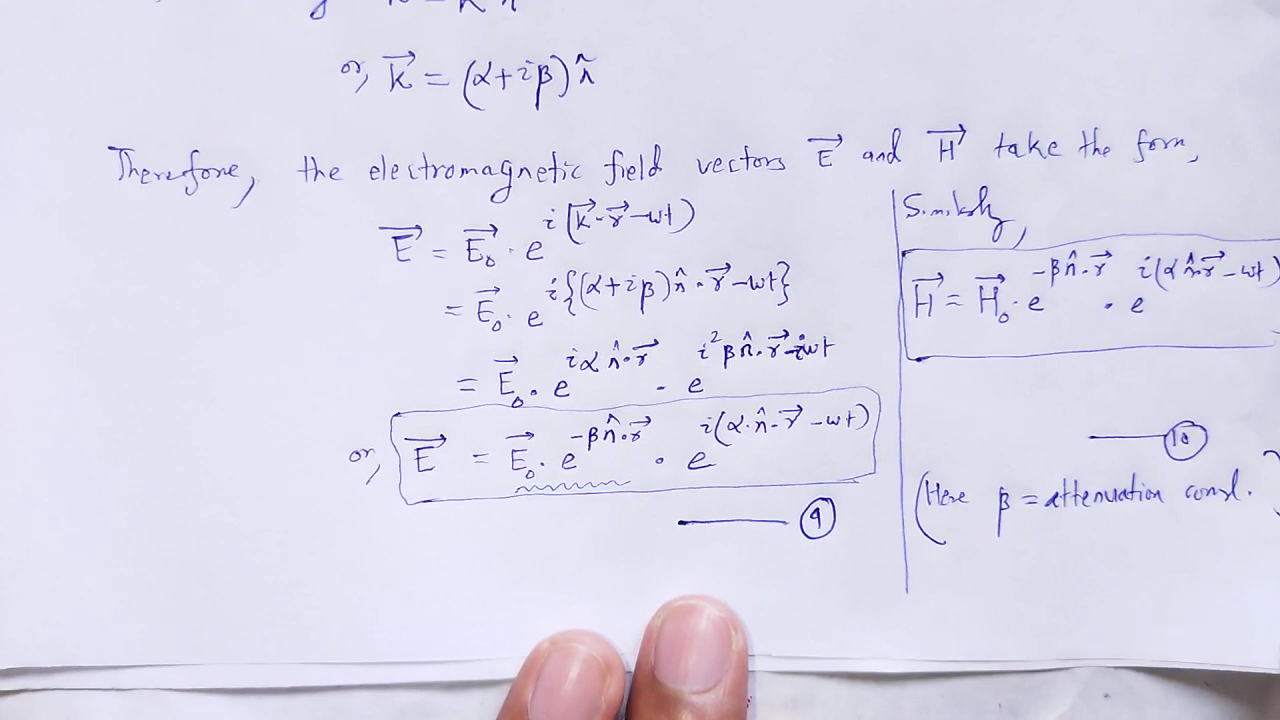 or, K⃗ = (α+iβ)n̂
Therefore, the electromagnetic field vectors E⃗ and H⃗ take the form,
E⃗ = E⃗₀ · e^{i(K⃗·r⃗ - ωt)}
= E⃗₀ · e^{i{(α+iβ)n̂·r⃗ - ωt}}
= E⃗₀ · e^{iα n̂·r⃗} · e^{i²β n̂·r⃗ - iωt}
or, E⃗ = E⃗₀ · e^{-β n̂·r⃗} · e^{i(α·n̂·r⃗ - ωt)}
—— 9
Similarly,
H⃗ = H⃗₀ · e^{-β n̂·r⃗} · e^{i(α n̂·r⃗ - ωt)}
—— 10
(Here β = attenuation const.)